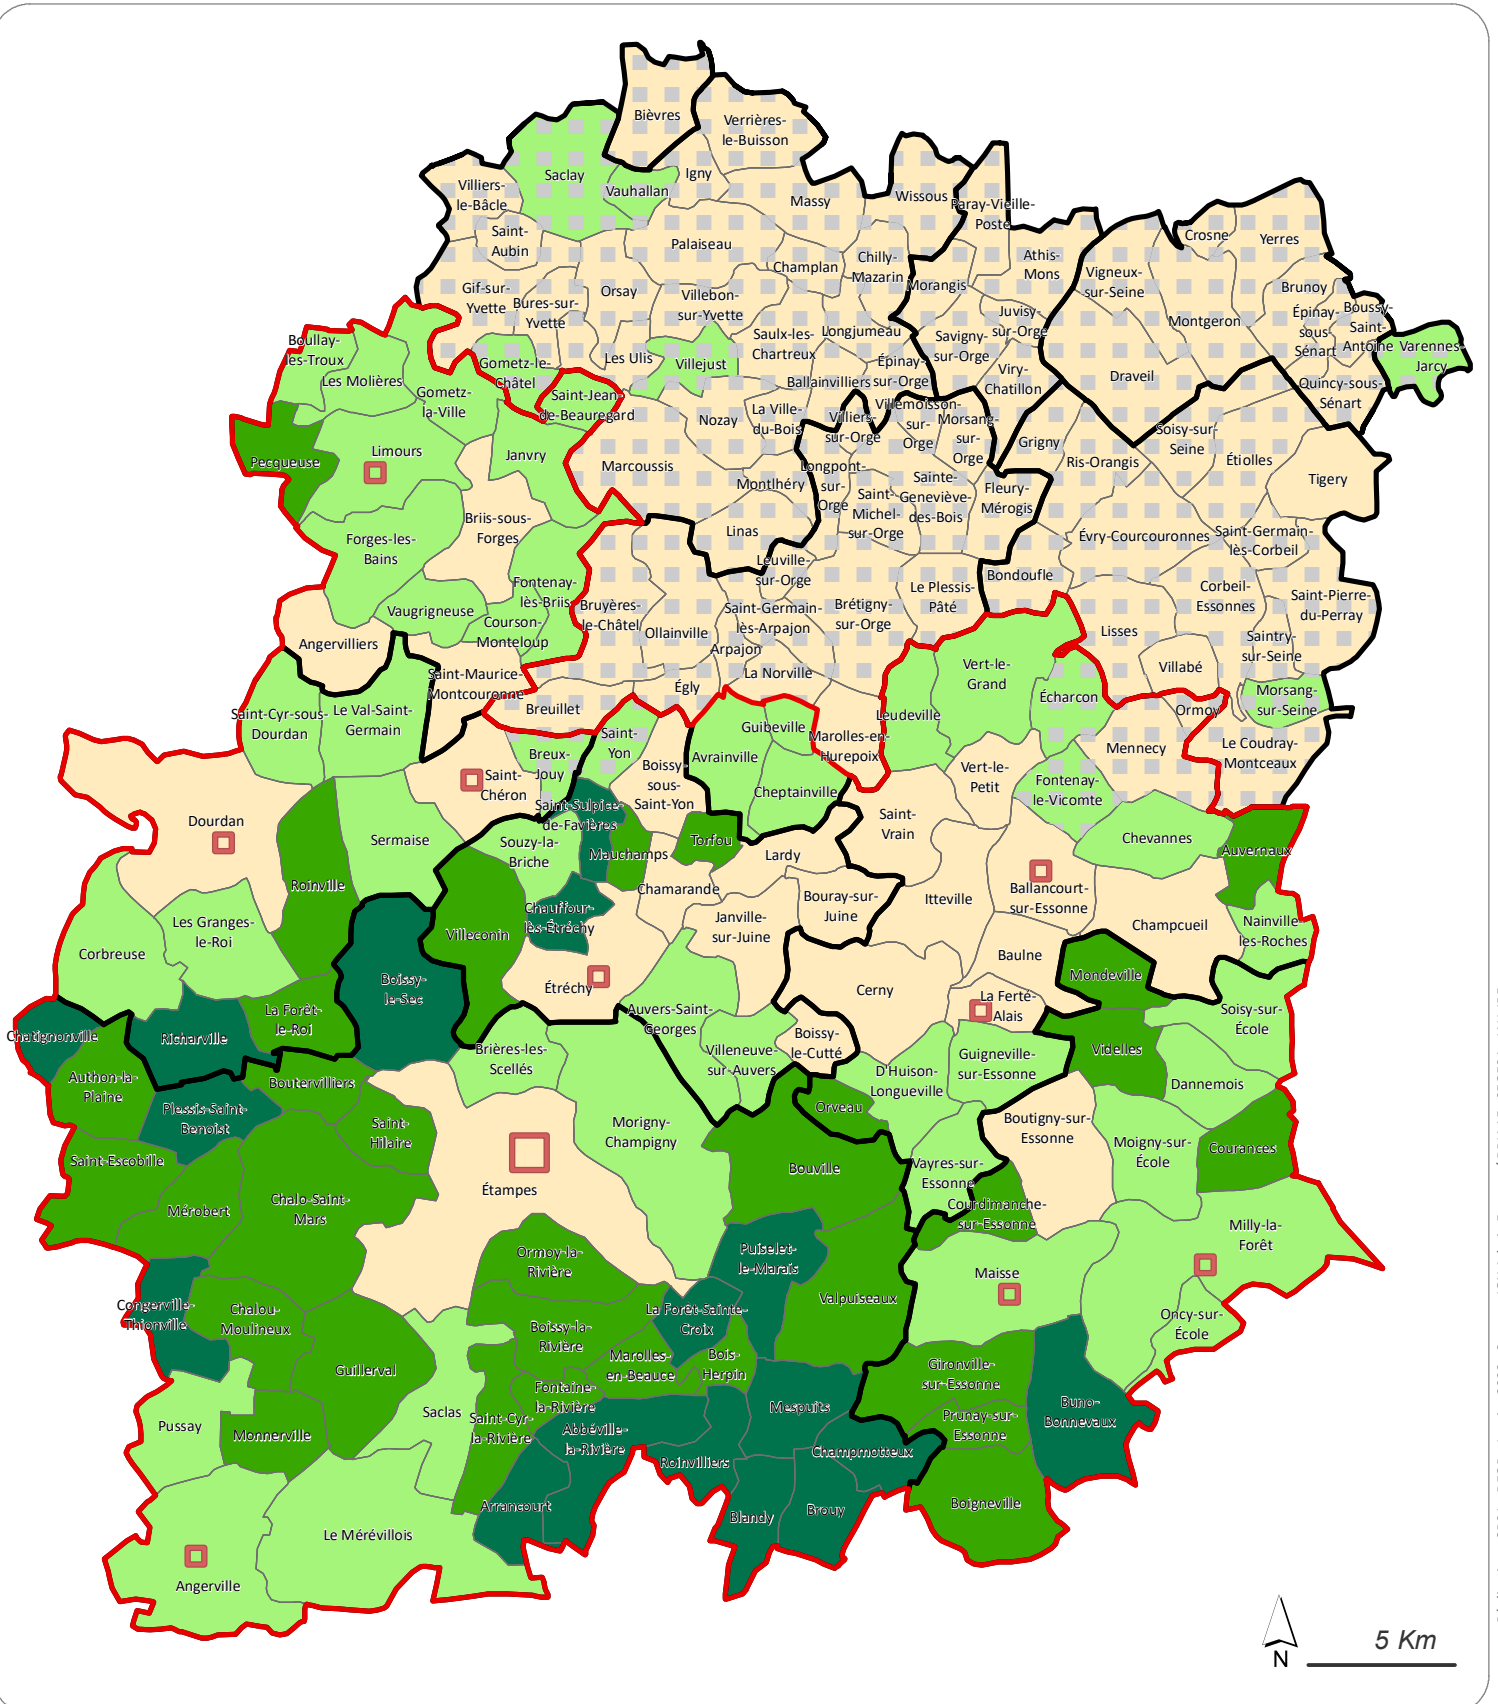 Bièvres
Verrières-
le-Buisson
Saclay
Vauhallan
Igny
Villiers-
le-Bâcle
Massy
Wissous
Paray-Vieille-
Poste
Saint-
Aubin
Palaiseau
Crosne
Yerres
Champlan
Chilly-
Mazarin
Athis-
Mons
Vigneux-
sur-Seine
Gif-sur-
Yvette
Bures-sur-
Yvette
Orsay
Villebon-
sur-Yvette
Morangis
Brunoy
Montgeron
Épinay-
sous-
Sénart
Boussy-
Saint-
Antoine
Varennes-
Jarcy
Boullay-
les-Troux
Les Molières
Gometz-le-
Châtel
Les Ulis
Villejust
Saulx-les-
Chartreux
Longjumeau
Savigny-
sur-Orge
Juvisy-
sur-Orge
Épinay-
sur-Orge
Ballainvilliers
Viry-
Chatillon
Draveil
Quincy-sous-
Sénart
Gometz-
la-Ville
Saint-Jean-
de-Beauregard
Nozay
La Ville-
du-Bois
Villiers-
sur-Orge
Villemoisson-
sur-
Orge
Morsang-
sur-
Orge
Grigny
Ris-Orangis
Soisy-sur-
Seine
Étiolles
Tigery
Pecqueuse
Limours
Janvry
Marcoussis
Montlhéry
Longpont-
sur-
Orge
Saint-
Michel-
sur-Orge
Sainte-
Geneviève-
des-Bois
Fleury-
Mérogis
Briis-sous-
Forges
Linas
Évry-Courcouronnes
Saint-Germain-
lès-Corbeil
Forges-les-
Bains
Leuville-
sur-Orge
Le Plessis-
Pâté
Bondoufle
Corbeil-
Essonnes
Saint-Pierre-
du-Perray
Fontenay-
lès-Briis
Vaugrigneuse
Courson-
Monteloup
Bruyères-
le-Châtel
Ollainville
Saint-Germain-
lès-Arpajon
Brétigny-
sur-Orge
Lisses
Saintry-
sur-Seine
Angervilliers
Arpajon
La Norville
Villabé
Saint-Maurice-
Montcouronne
Égly
Vert-le-
Grand
Écharcon
Morsang-
sur-Seine
Ormoy
Saint-Cyr-sous-
Dourdan
Le Val-Saint-
Germain
Breuillet
Guibeville
Leudeville
Marolles-en-
Hurepoix
Mennecy
Le Coudray-
Montceaux
Breux-
Jouy
Saint-
Yon
Boissy-
sous-
Saint-Yon
Avrainville
Cheptainville
Vert-le-
Petit
Fontenay-
le-Vicomte
Saint-
Chéron
Saint-Sulpice-
de-Favières
Saint-
Vrain
Dourdan
Sermaise
Souzy-la-
Briche
Mauchamps
Torfou
Lardy
Chevannes
Auvernaux
Roinville
Chamarande
Bouray-sur-
Juine
Itteville
Ballancourt-
sur-Essonne
Champcueil
Nainville-
les-Roches
Les Granges-
le-Roi
Villeconin
Chauffour-
lès-Étréchy
Janville-
sur-Juine
Corbreuse
Boissy-
le-Sec
Étréchy
Baulne
Mondeville
Cerny
La Ferté-
Alais
Chatignonville
Richarville
La Forêt-
le-Roi
Auvers-Saint-
Georges
Boissy-
le-Cutté
Soisy-sur-
École
Brières-les-
Scellés
Villeneuve-
sur-Auvers
D'Huison-
Longueville
Guigneville-
sur-Essonne
Videlles
Authon-la-
Plaine
Boutervilliers
Dannemois
Plessis-Saint-
Benoist
Saint-
Hilaire
Morigny-
Champigny
Orveau
Boutigny-sur-
Essonne
Moigny-sur-
École
Courances
Saint-Escobille
Bouville
Vayres-sur-
Essonne
Étampes
Mérobert
Chalo-Saint-
Mars
Courdimanche-
sur-Essonne
Milly-la-
Forêt
Ormoy-la-
Rivière
Puiselet-
le-Marais
Maisse
Congerville-
Thionville
Chalou-
Moulineux
La Forêt-Sainte-
Croix
Valpuiseaux
Oncy-sur-
École
Boissy-la-
Rivière
Guillerval
Marolles-
en-Beauce
Bois-
Herpin
Gironville-
sur-Essonne
Fontaine-
la-Rivière
Mespuits
Buno-
Bonnevaux
Pussay
Monnerville
Saclas
Saint-Cyr-
la-Rivière
Abbéville-
la-Rivière
Prunay-sur-
Essonne
Roinvilliers
Champmotteux
Arrancourt
Blandy
Brouy
Boigneville
Le Mérévillois
Angerville
N
5 Km